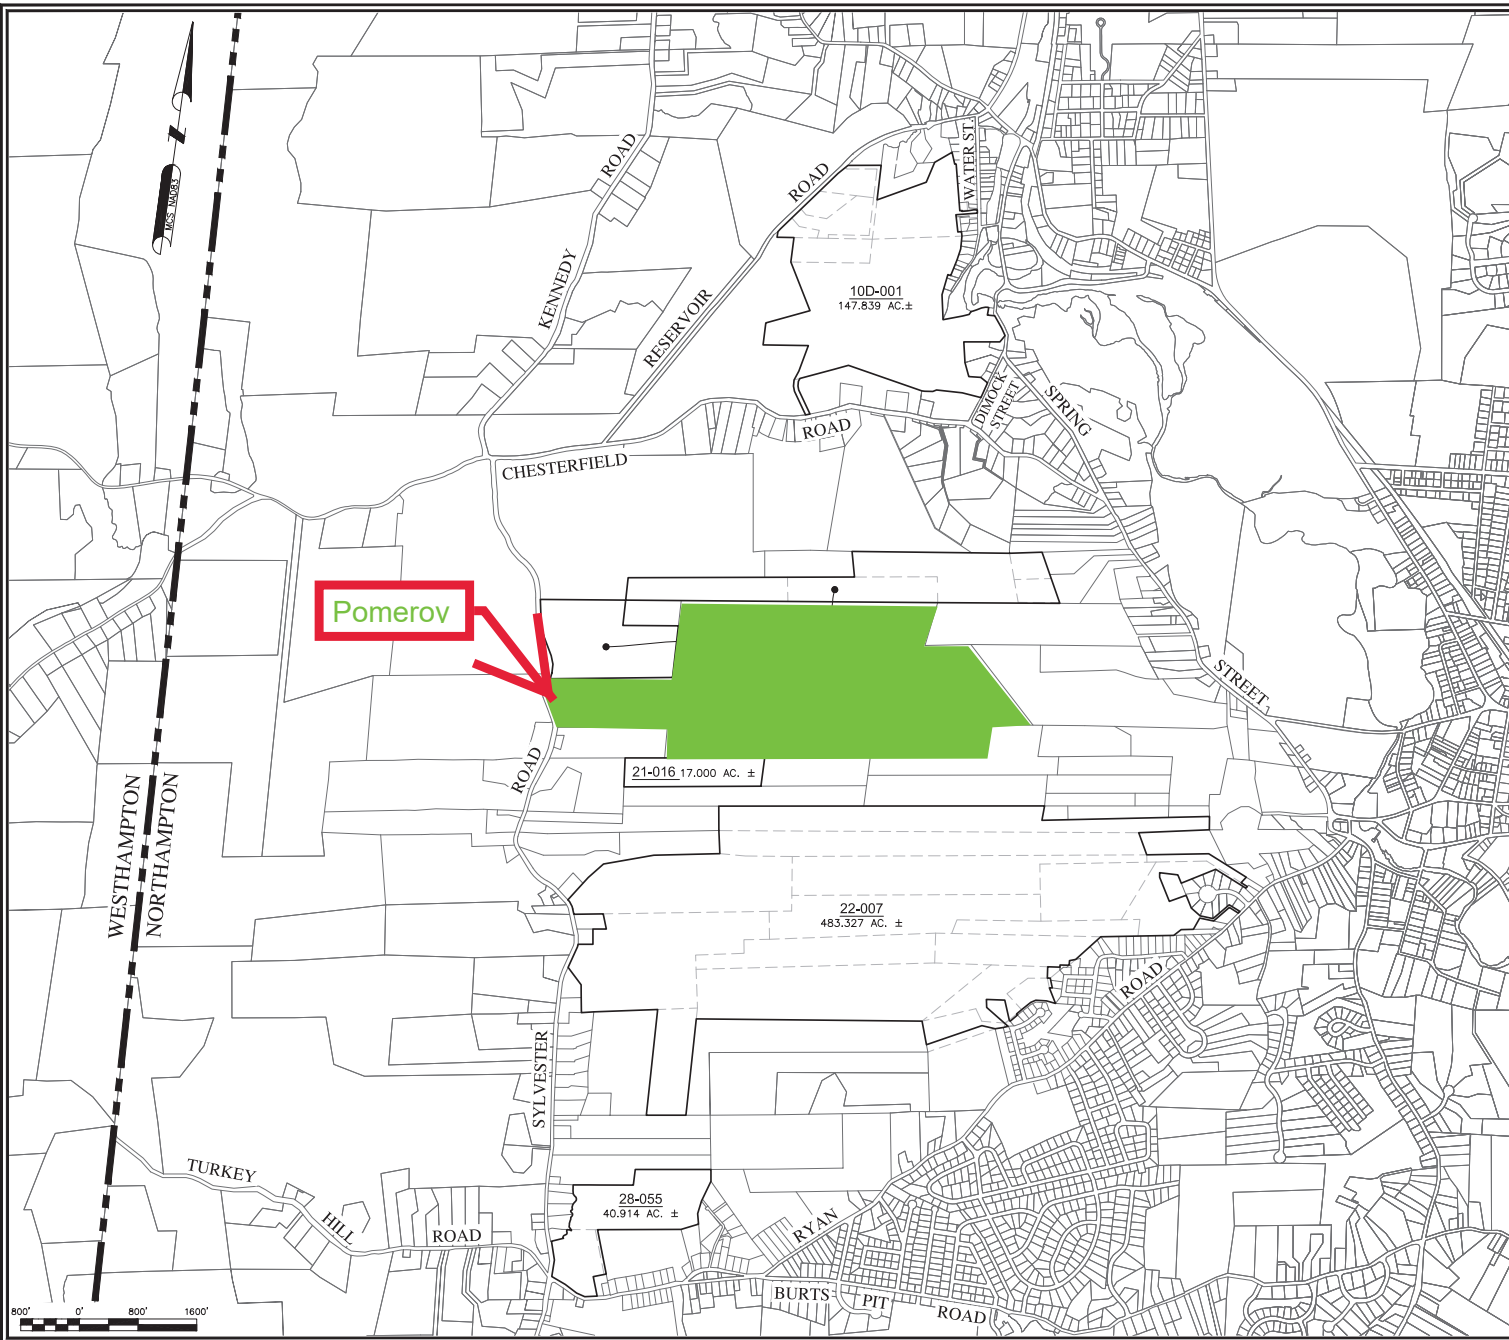 MCS NAD83
ROAD
KENNEDY
ROAD
RESERVOIR
WATER ST.
10D-001
147.839 AC.±
DIMOCK
STREET
SPRING
STREET
CHESTERFIELD
ROAD
Pomeroy
ROAD
21-016 17.000 AC. ±
WESTHAMPTON
NORTHAMPTON
22-007
483.327 AC. ±
ROAD
SYLVESTER
TURKEY
HILL
ROAD
28-055
40.914 AC. ±
RYAN
BURTS
PIT
ROAD
800' 0' 800' 1600'